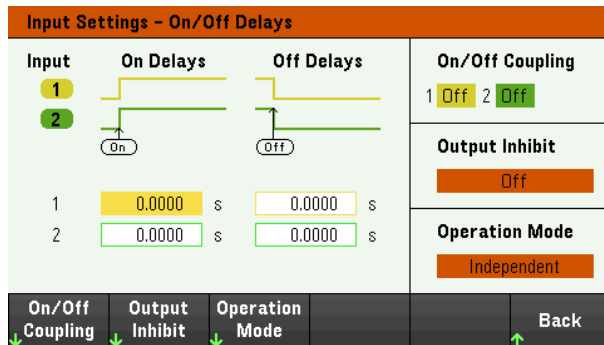 Input Settings - On/Off Delays
Input On Delays Off Delays
1
2
On Off
1 0.0000 s 0.0000 s
2 0.0000 s 0.0000 s
On/Off Coupling
1 Off 2 Off
Output Inhibit
Off
Operation Mode
Independent
On/Off Coupling
Output Inhibit
Operation Mode
Back